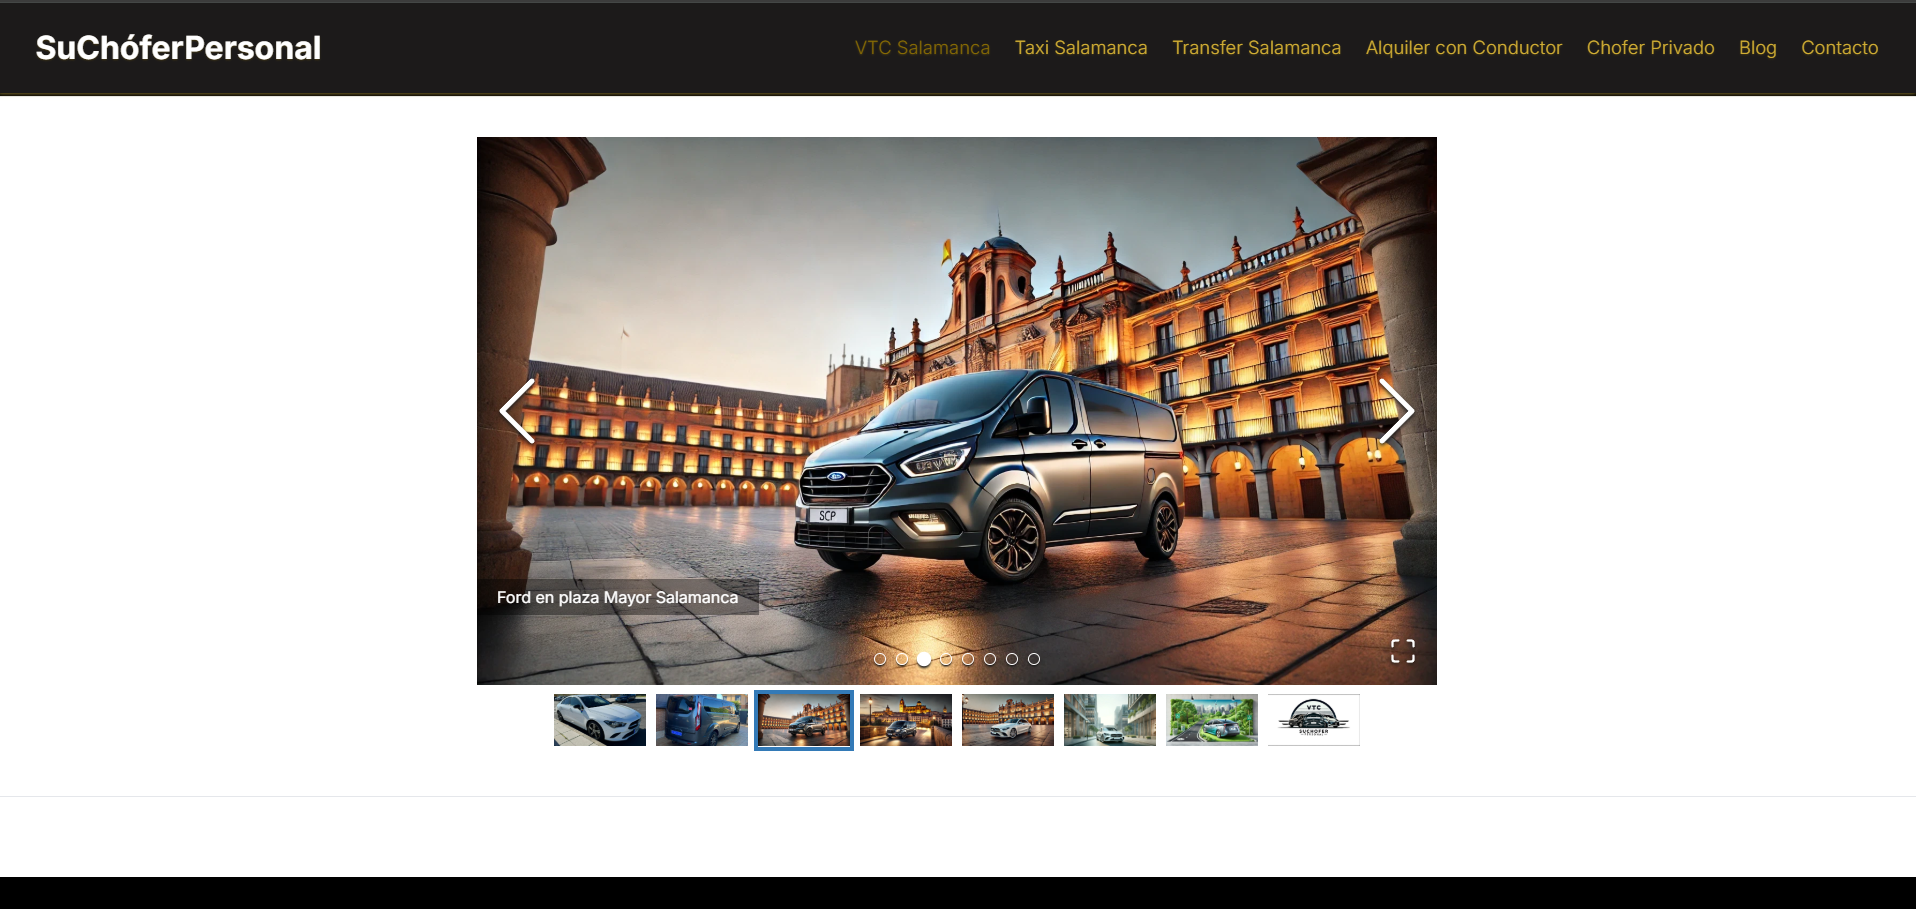 SuChóferPersonal
VTC Salamanca Taxi Salamanca Transfer Salamanca Alquiler con Conductor Chofer Privado Blog Contacto
SCP
Ford en plaza Mayor Salamanca
VTC
SUCHOFER